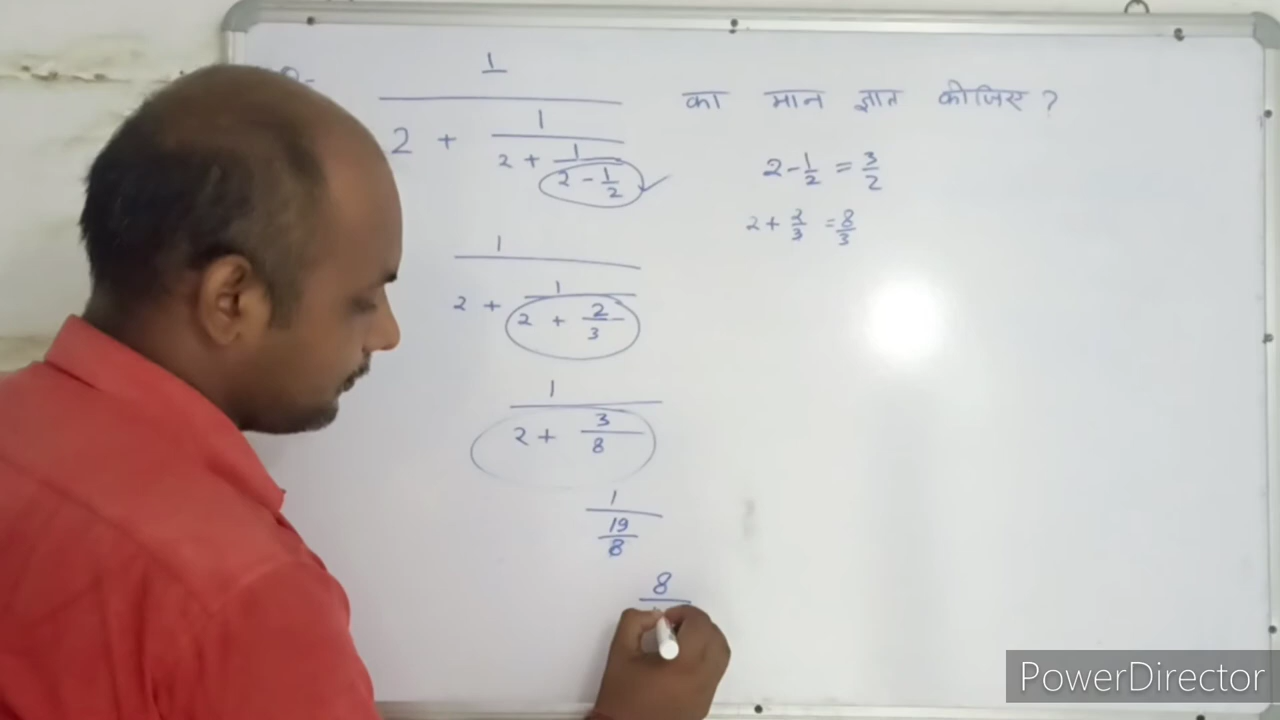 1
2 + 1
2 + 1
2 - 1/2
का मान ज्ञात कीजिए ?
2 - 1/2 = 3/2
2 + 2/3 = 8/3
1
2 + 1
2 + 2/3
1
2 + 3/8
1
19/8
8
PowerDirector